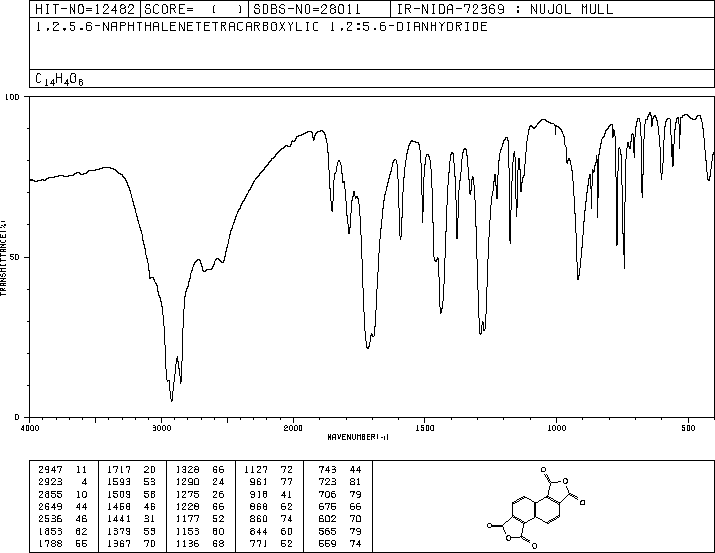 HIT-NO=12482 SCORE= ( ) SDBS-NO=28011 IR-NIDA-72369 : NUJOL MULL
1,2,5,6-NAPHTHALENETETRACARBOXYLIC 1,2:5,6-DIANHYDRIDE
C14H4O6
100
50
0
TRANSMITTANCE(%)
4000 3000 2000 1500 1000 500
WAVENUMBER(-1)
2947 11 1717 20 1328 66 1127 72 743 44
2923 4 1593 53 1290 24 961 77 723 81
2855 10 1509 58 1275 26 918 41 706 79
2649 44 1458 46 1228 66 868 62 675 66
2536 46 1441 31 1177 52 860 74 602 70
1853 62 1379 53 1153 60 844 60 565 79
1788 55 1367 70 1136 68 771 52 559 74
O O O O O O